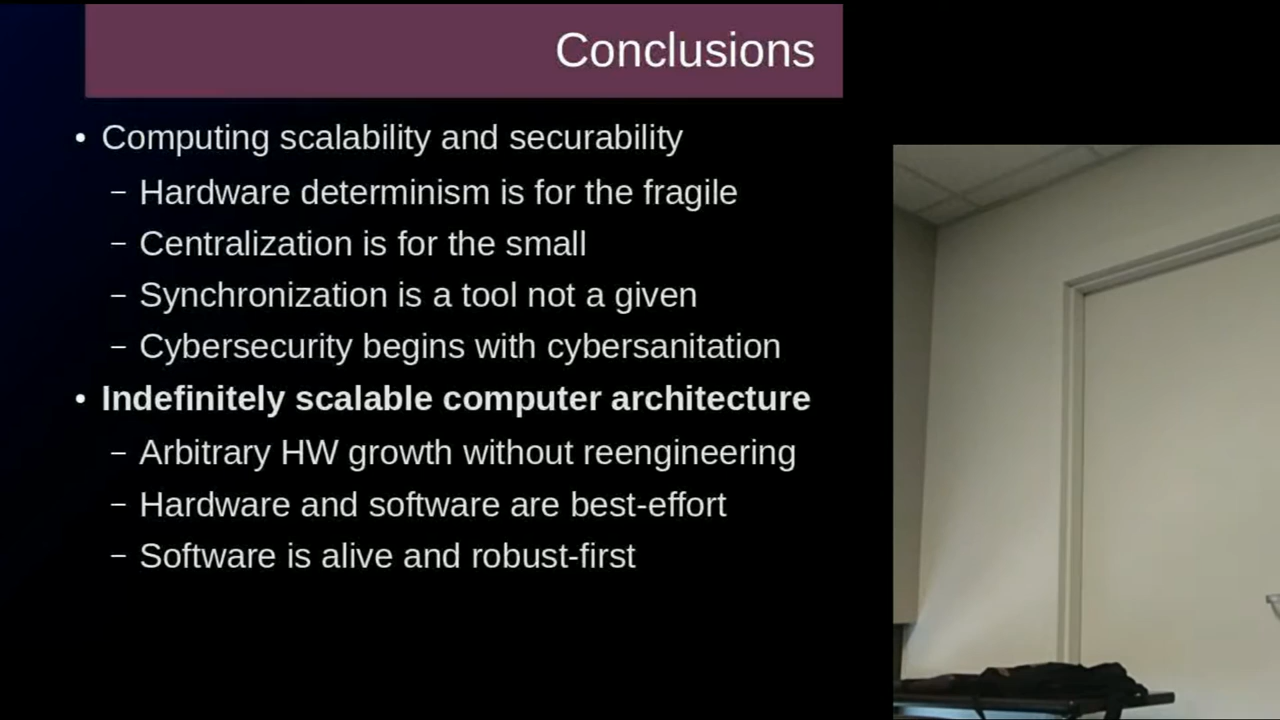 Conclusions
• Computing scalability and securability
– Hardware determinism is for the fragile
– Centralization is for the small
– Synchronization is a tool not a given
– Cybersecurity begins with cybersanitation
• Indefinitely scalable computer architecture
– Arbitrary HW growth without reengineering
– Hardware and software are best-effort
– Software is alive and robust-first